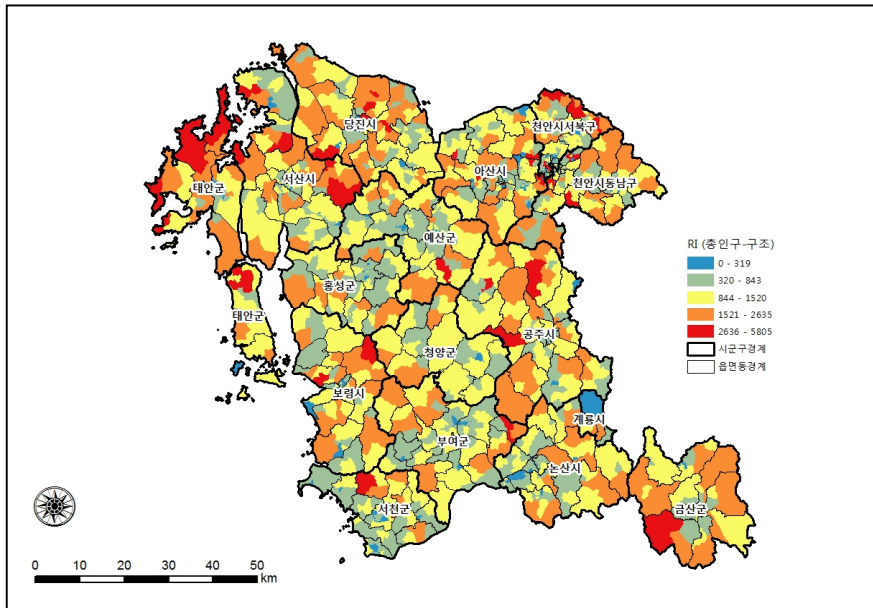 당진시
천안시서북구
아산시
서산시
천안시동남구
태안군
예산군
홍성군
태안군
공주시
청양군
보령시
계룡시
부여군
논산시
서천군
금산군
RI (총인구-구조)
0 - 319
320 - 843
844 - 1520
1521 - 2635
2636 - 5805
시군구경계
읍면동경계
0 10 20 30 40 50
km